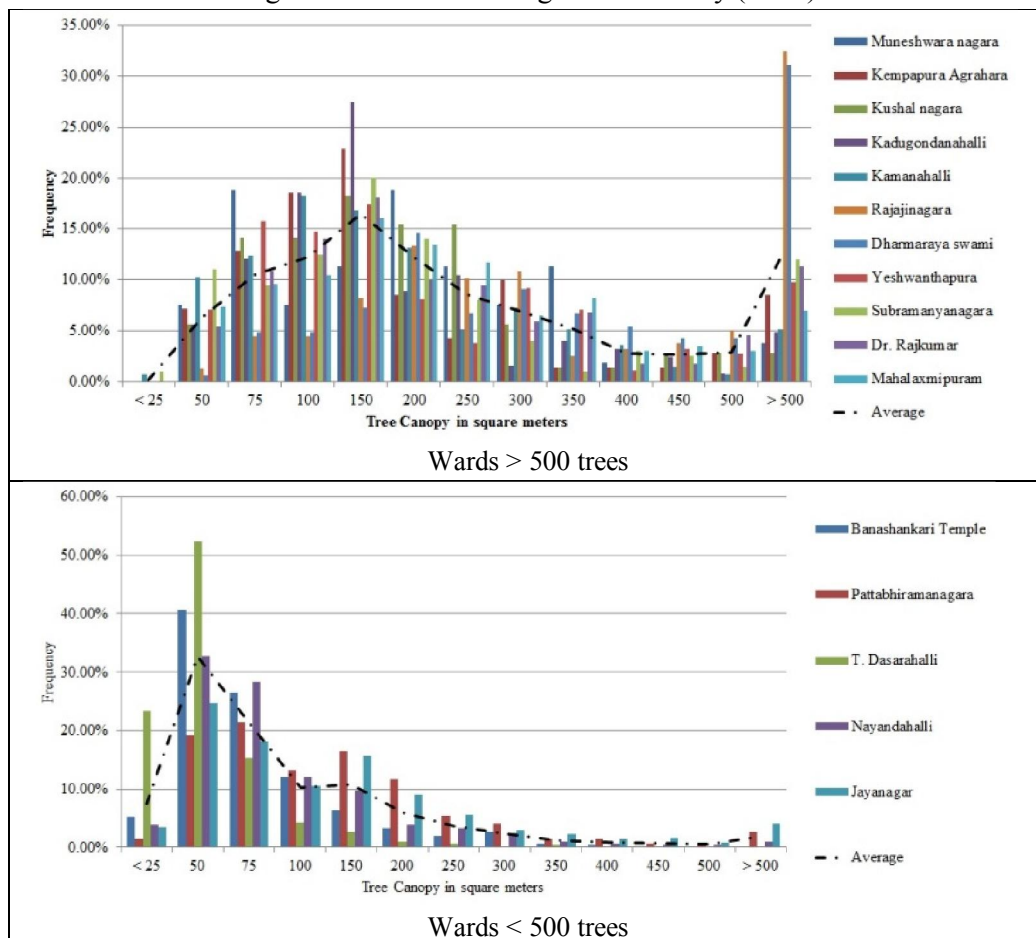 35.00%
30.00%
25.00%
20.00%
15.00%
10.00%
5.00%
0.00%
Frequency
< 25 50 75 100 150 200 250 300 350 400 450 500 > 500
Tree Canopy in square meters
Muneshwara nagara
Kempapura Agrahara
Kushal nagara
Kadugondanahalli
Kamanahalli
Rajajinagara
Dharmaraya swami
Yeshwanthapura
Subramanyanagara
Dr. Rajkumar
Mahalaxmipuram
Average
Wards > 500 trees
60.00%
50.00%
40.00%
30.00%
20.00%
10.00%
0.00%
Frequency
< 25 50 75 100 150 200 250 300 350 400 450 500 > 500
Tree Canopy in square meters
Banashankari Temple
Pattabhiramanagara
T. Dasarahalli
Nayandahalli
Jayanagar
Average
Wards < 500 trees